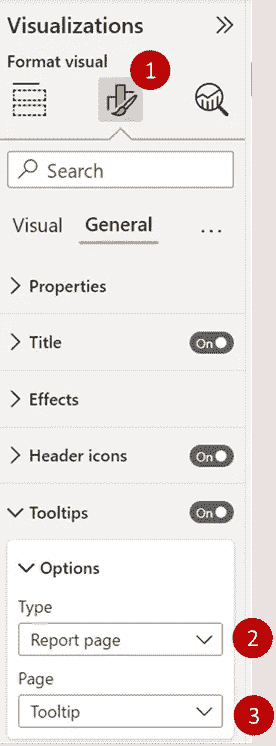 Visualizations
Format visual
1
Search
Visual General ...
Properties
Title On
Effects
Header icons On
Tooltips On
Options
Type
Report page
2
Page
Tooltip
3